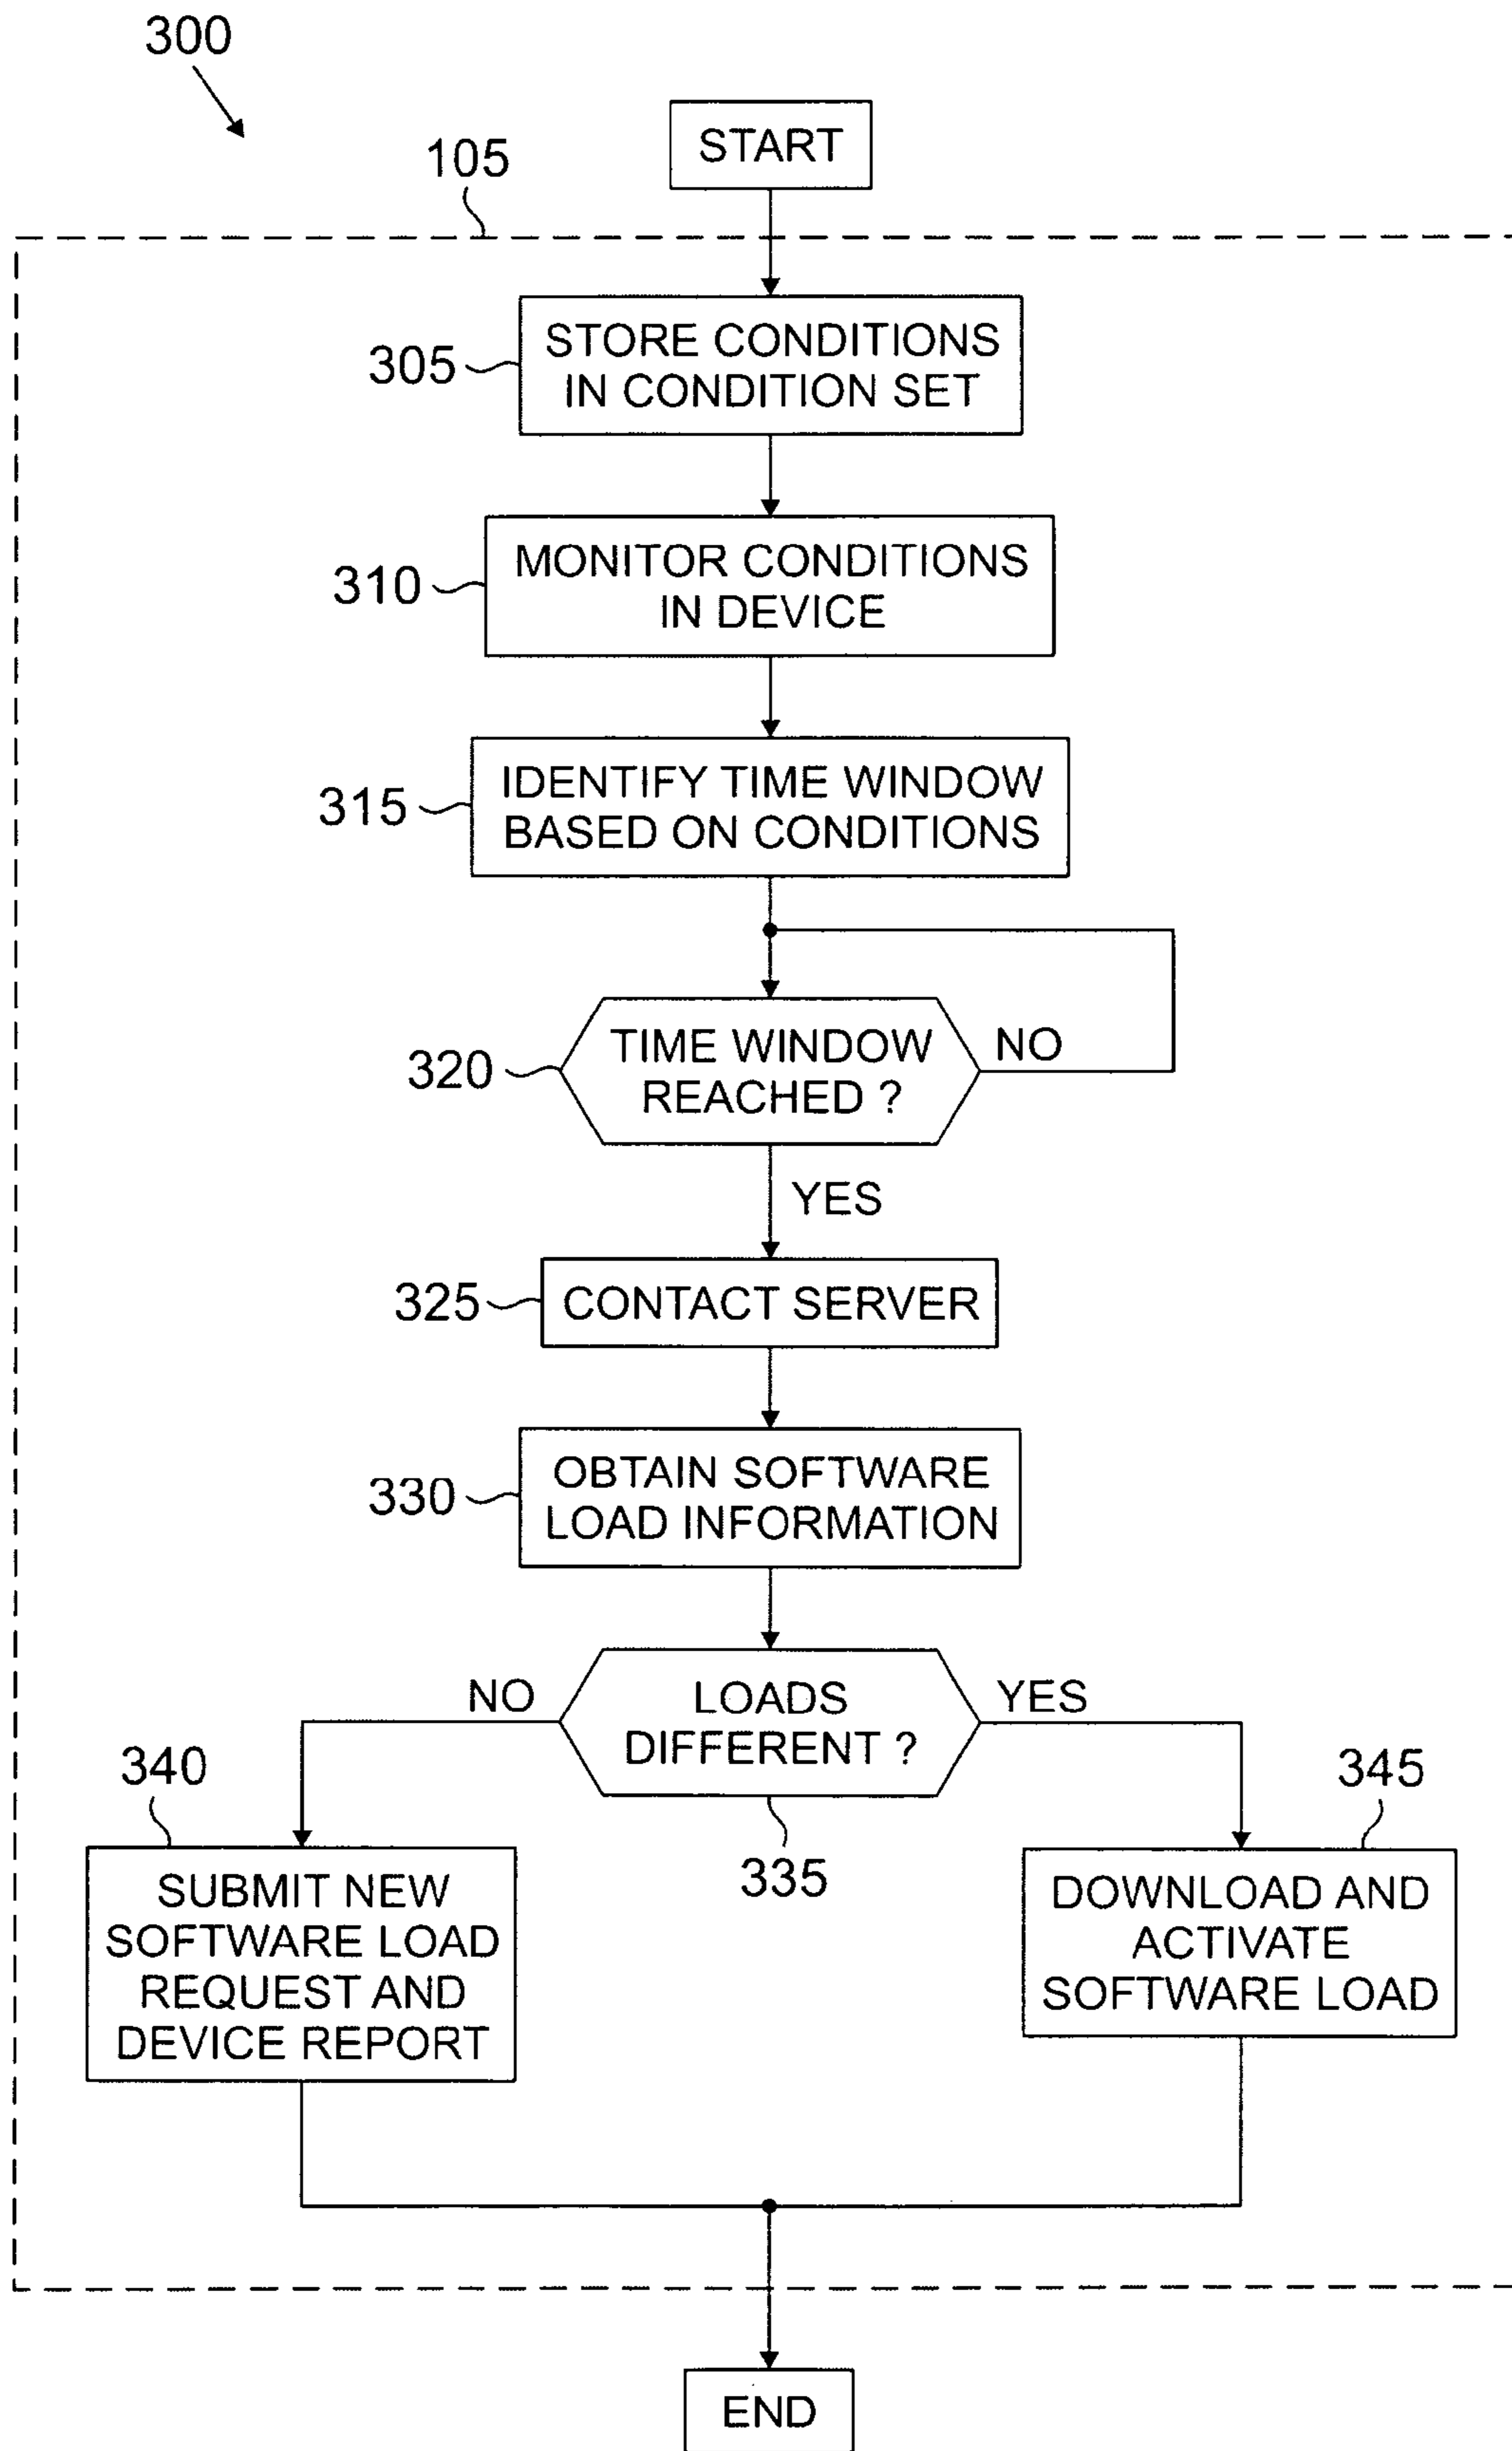 300
START
105
STORE CONDITIONS
IN CONDITION SET
305
MONITOR CONDITIONS
IN DEVICE
310
IDENTIFY TIME WINDOW
BASED ON CONDITIONS
315
TIME WINDOW
REACHED ?
NO
320
YES
CONTACT SERVER
325
OBTAIN SOFTWARE
LOAD INFORMATION
330
NO
LOADS
DIFFERENT ?
YES
335
340
345
SUBMIT NEW
SOFTWARE LOAD
REQUEST AND
DEVICE REPORT
DOWNLOAD AND
ACTIVATE
SOFTWARE LOAD
END